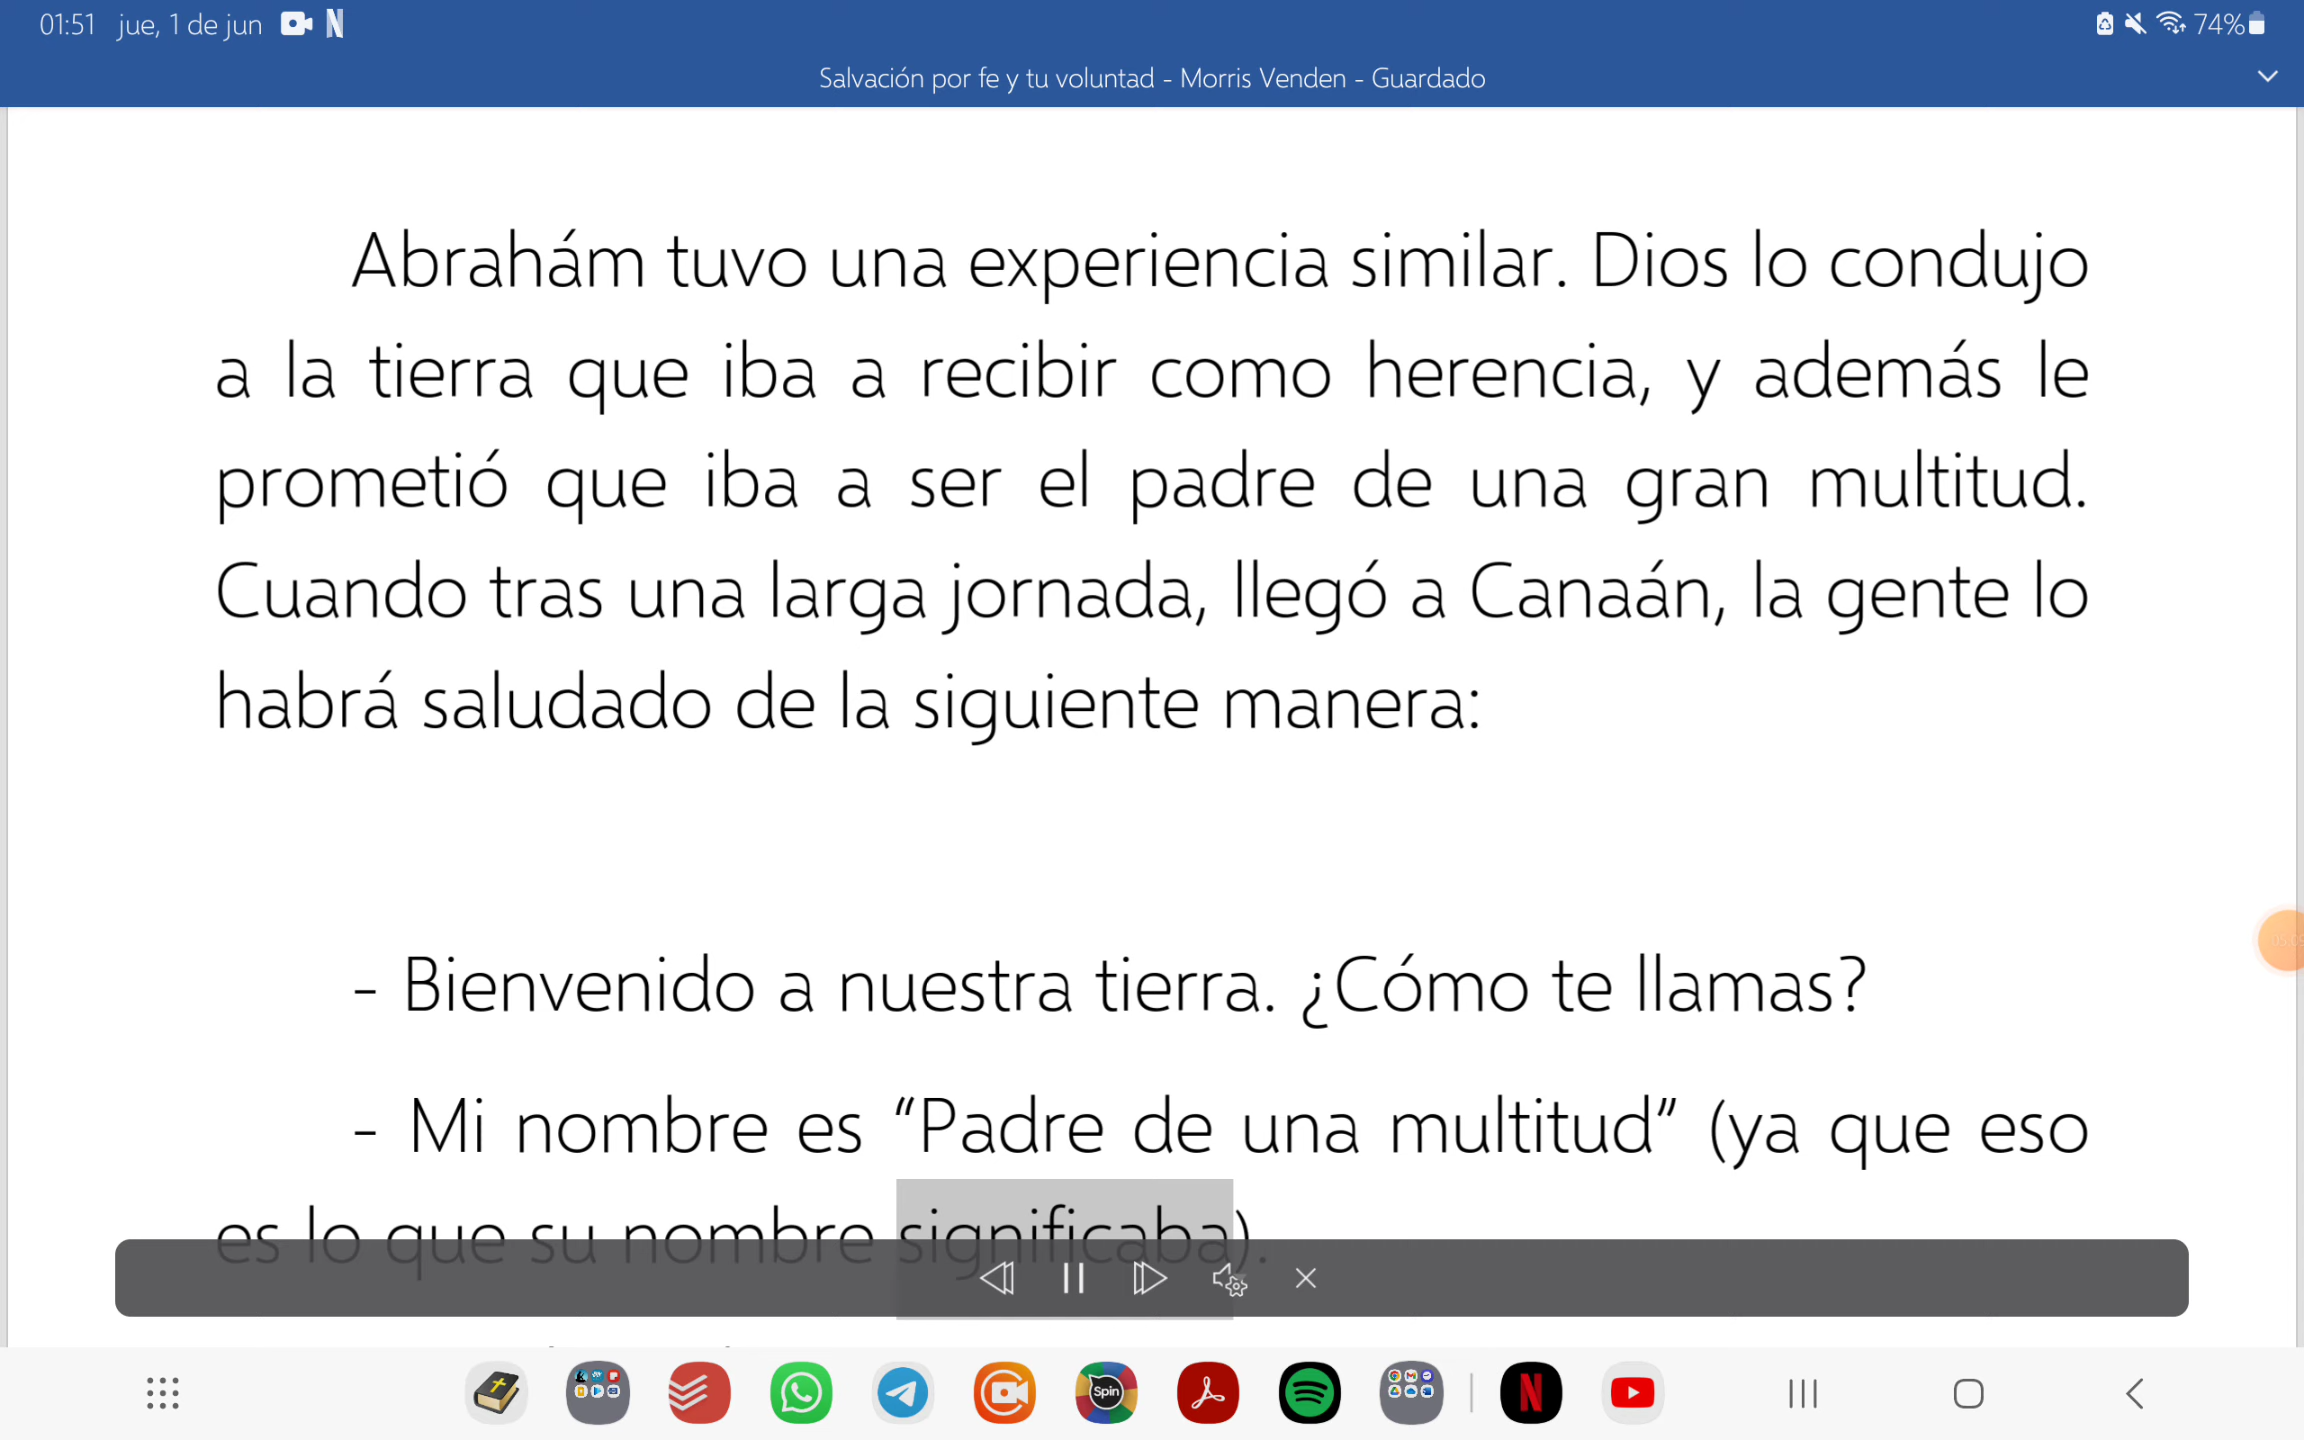 01:51 jue, 1 de jun
74%
Salvación por fe y tu voluntad - Morris Venden - Guardado
Abrahám tuvo una experiencia similar. Dios lo condujo
a la tierra que iba a recibir como herencia, y además le
prometió que iba a ser el padre de una gran multitud.
Cuando tras una larga jornada, llegó a Canaán, la gente lo
habrá saludado de la siguiente manera:
- Bienvenido a nuestra tierra. ¿Cómo te llamas?
- Mi nombre es “Padre de una multitud” (ya que eso
es lo que su nombre significaba).
Spin